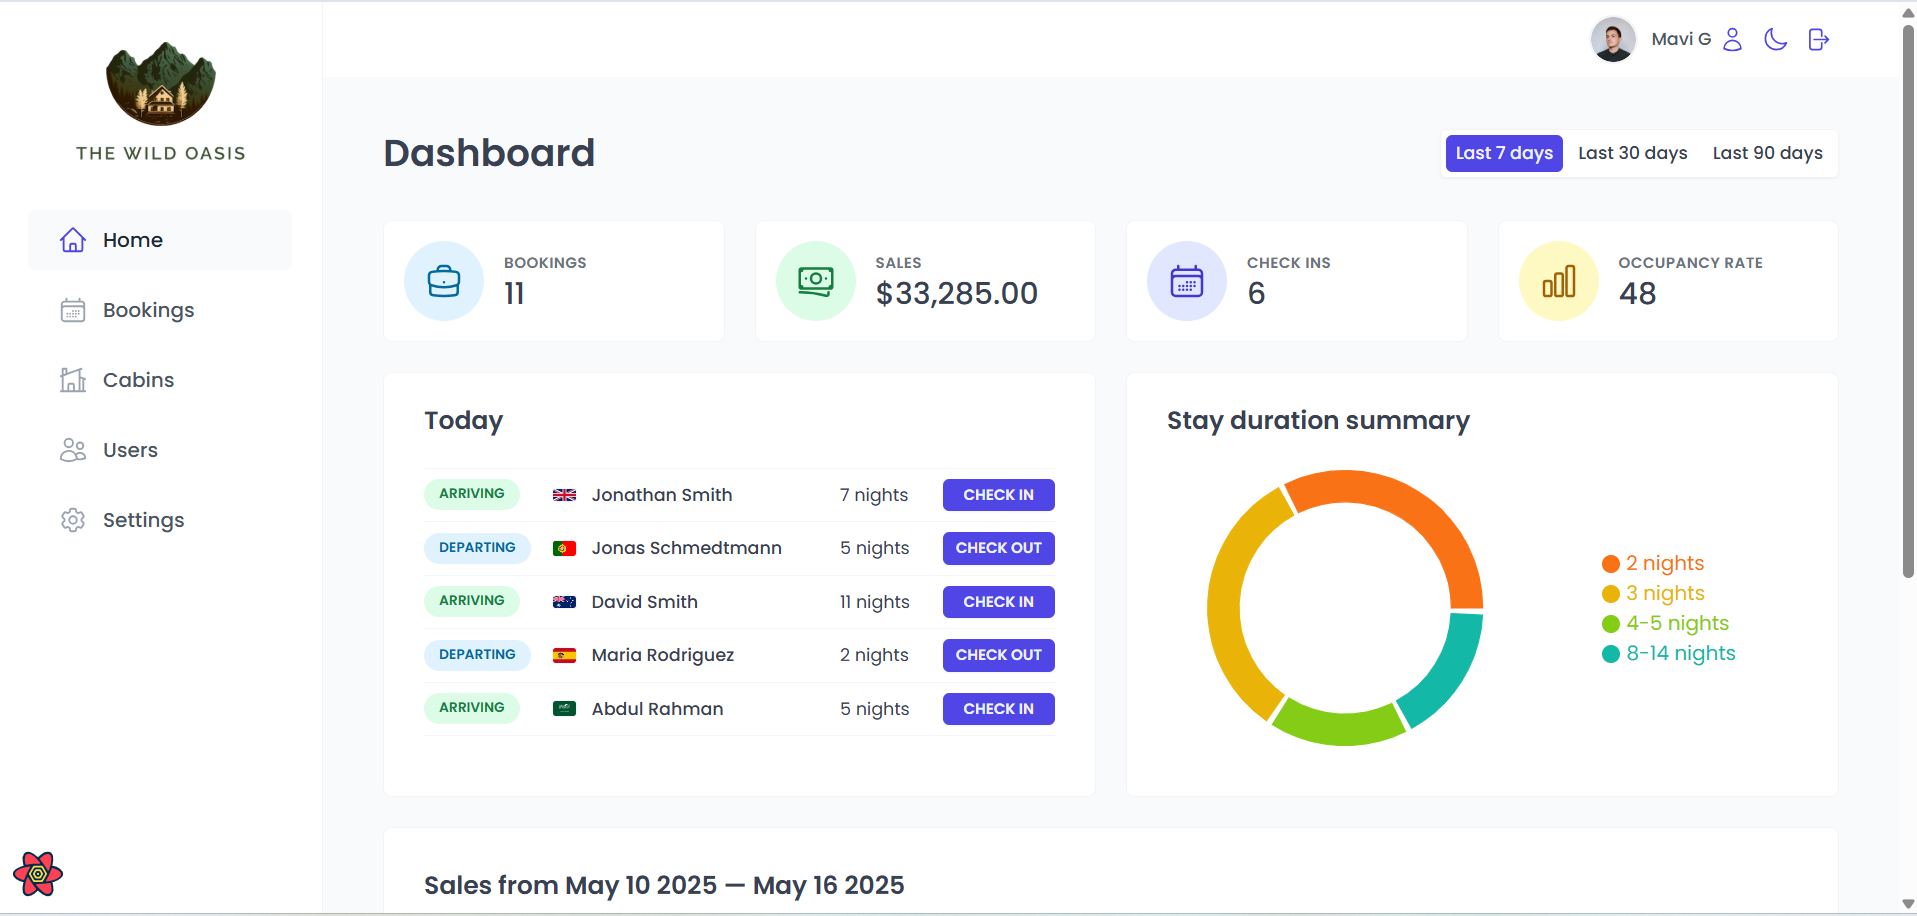 THE WILD OASIS
Home
Bookings
Cabins
Users
Settings
Mavi G
Dashboard
Last 7 days Last 30 days Last 90 days
BOOKINGS
11
SALES
$33,285.00
CHECK INS
6
OCCUPANCY RATE
48
Today
ARRIVING Jonathan Smith 7 nights CHECK IN
DEPARTING Jonas Schmedtmann 5 nights CHECK OUT
ARRIVING David Smith 11 nights CHECK IN
DEPARTING Maria Rodriguez 2 nights CHECK OUT
ARRIVING Abdul Rahman 5 nights CHECK IN
Stay duration summary
2 nights
3 nights
4-5 nights
8-14 nights
Sales from May 10 2025 — May 16 2025